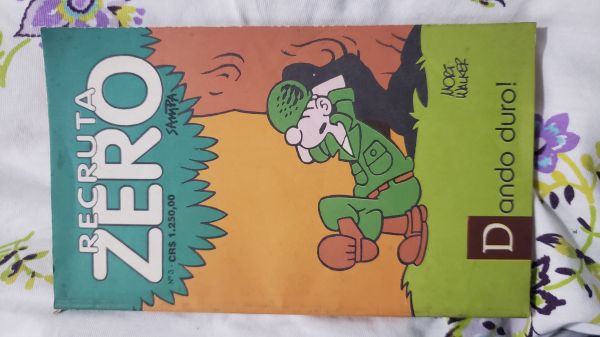 RECRUTA
ZERO
SAMPA
Nº 3 - CR$ 1.250,00
MORT
WALKER
Dando duro!